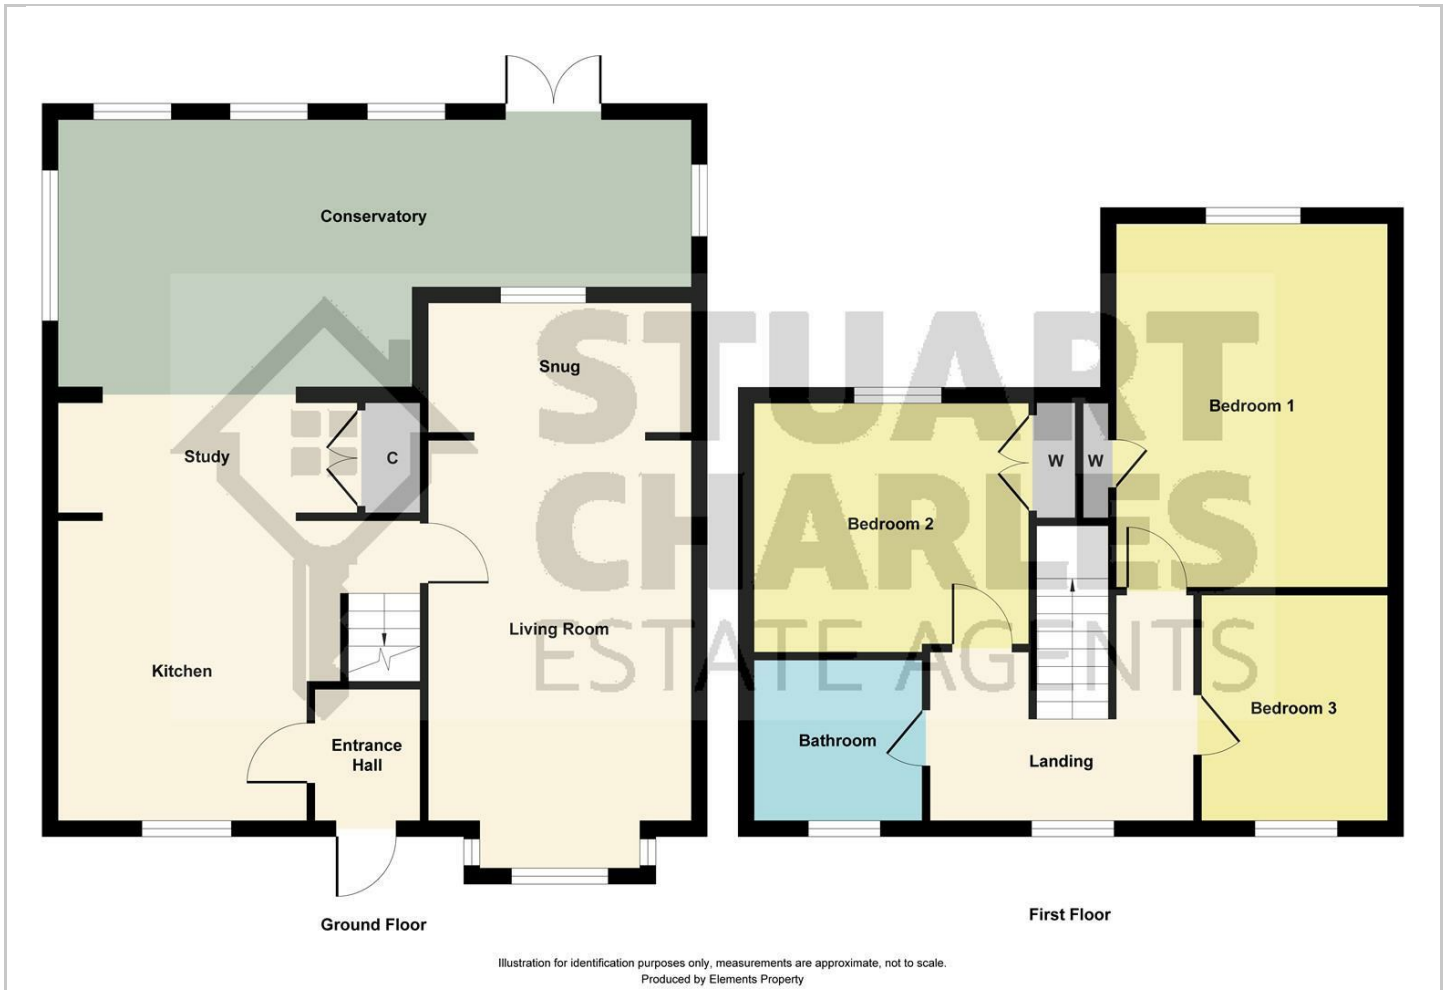 Conservatory
Snug
Study
C
Living Room
Kitchen
Entrance
Hall
Ground Floor
Bedroom 1
W
W
Bedroom 2
Bedroom 3
Bathroom
Landing
First Floor
STUART
CHARLES
ESTATE AGENTS
Illustration for identification purposes only, measurements are approximate, not to scale.
Produced by Elements Property